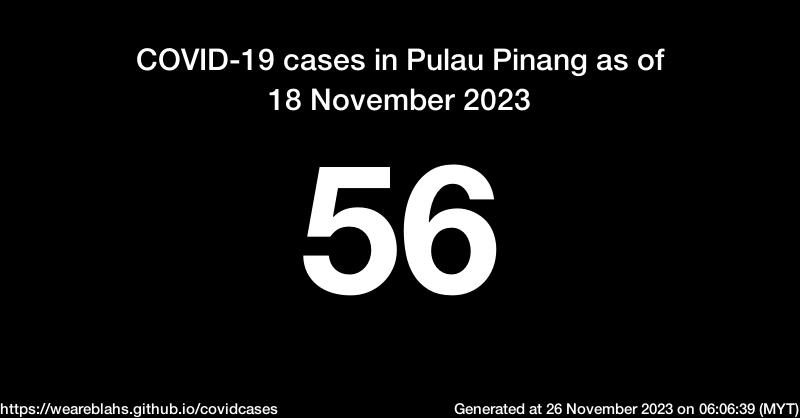 COVID-19 cases in Pulau Pinang as of
18 November 2023
56
https://weareblahs.github.io/covidcases
Generated at 26 November 2023 on 06:06:39 (MYT)